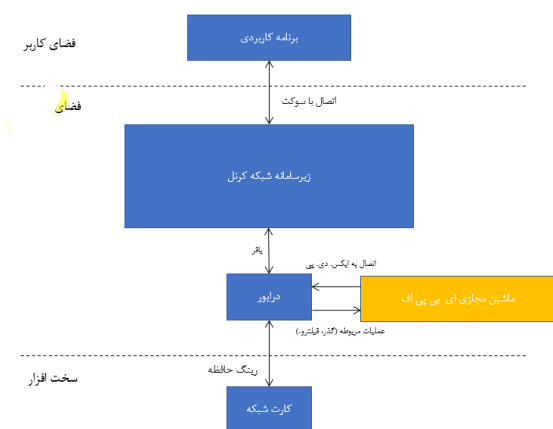 برنامه کاربردی
فضای کاربر
اتصال با سوکت
فضای
زیرسامانه شبکه کرنل
بافر
اتصال به ایکس. دی. پی
درایور
ماشین مجازی ای بی پی اف
عملیات مربوطه (گذر، فیلترو..)
رینگ حافظه
سخت افزار
کارت شبکه